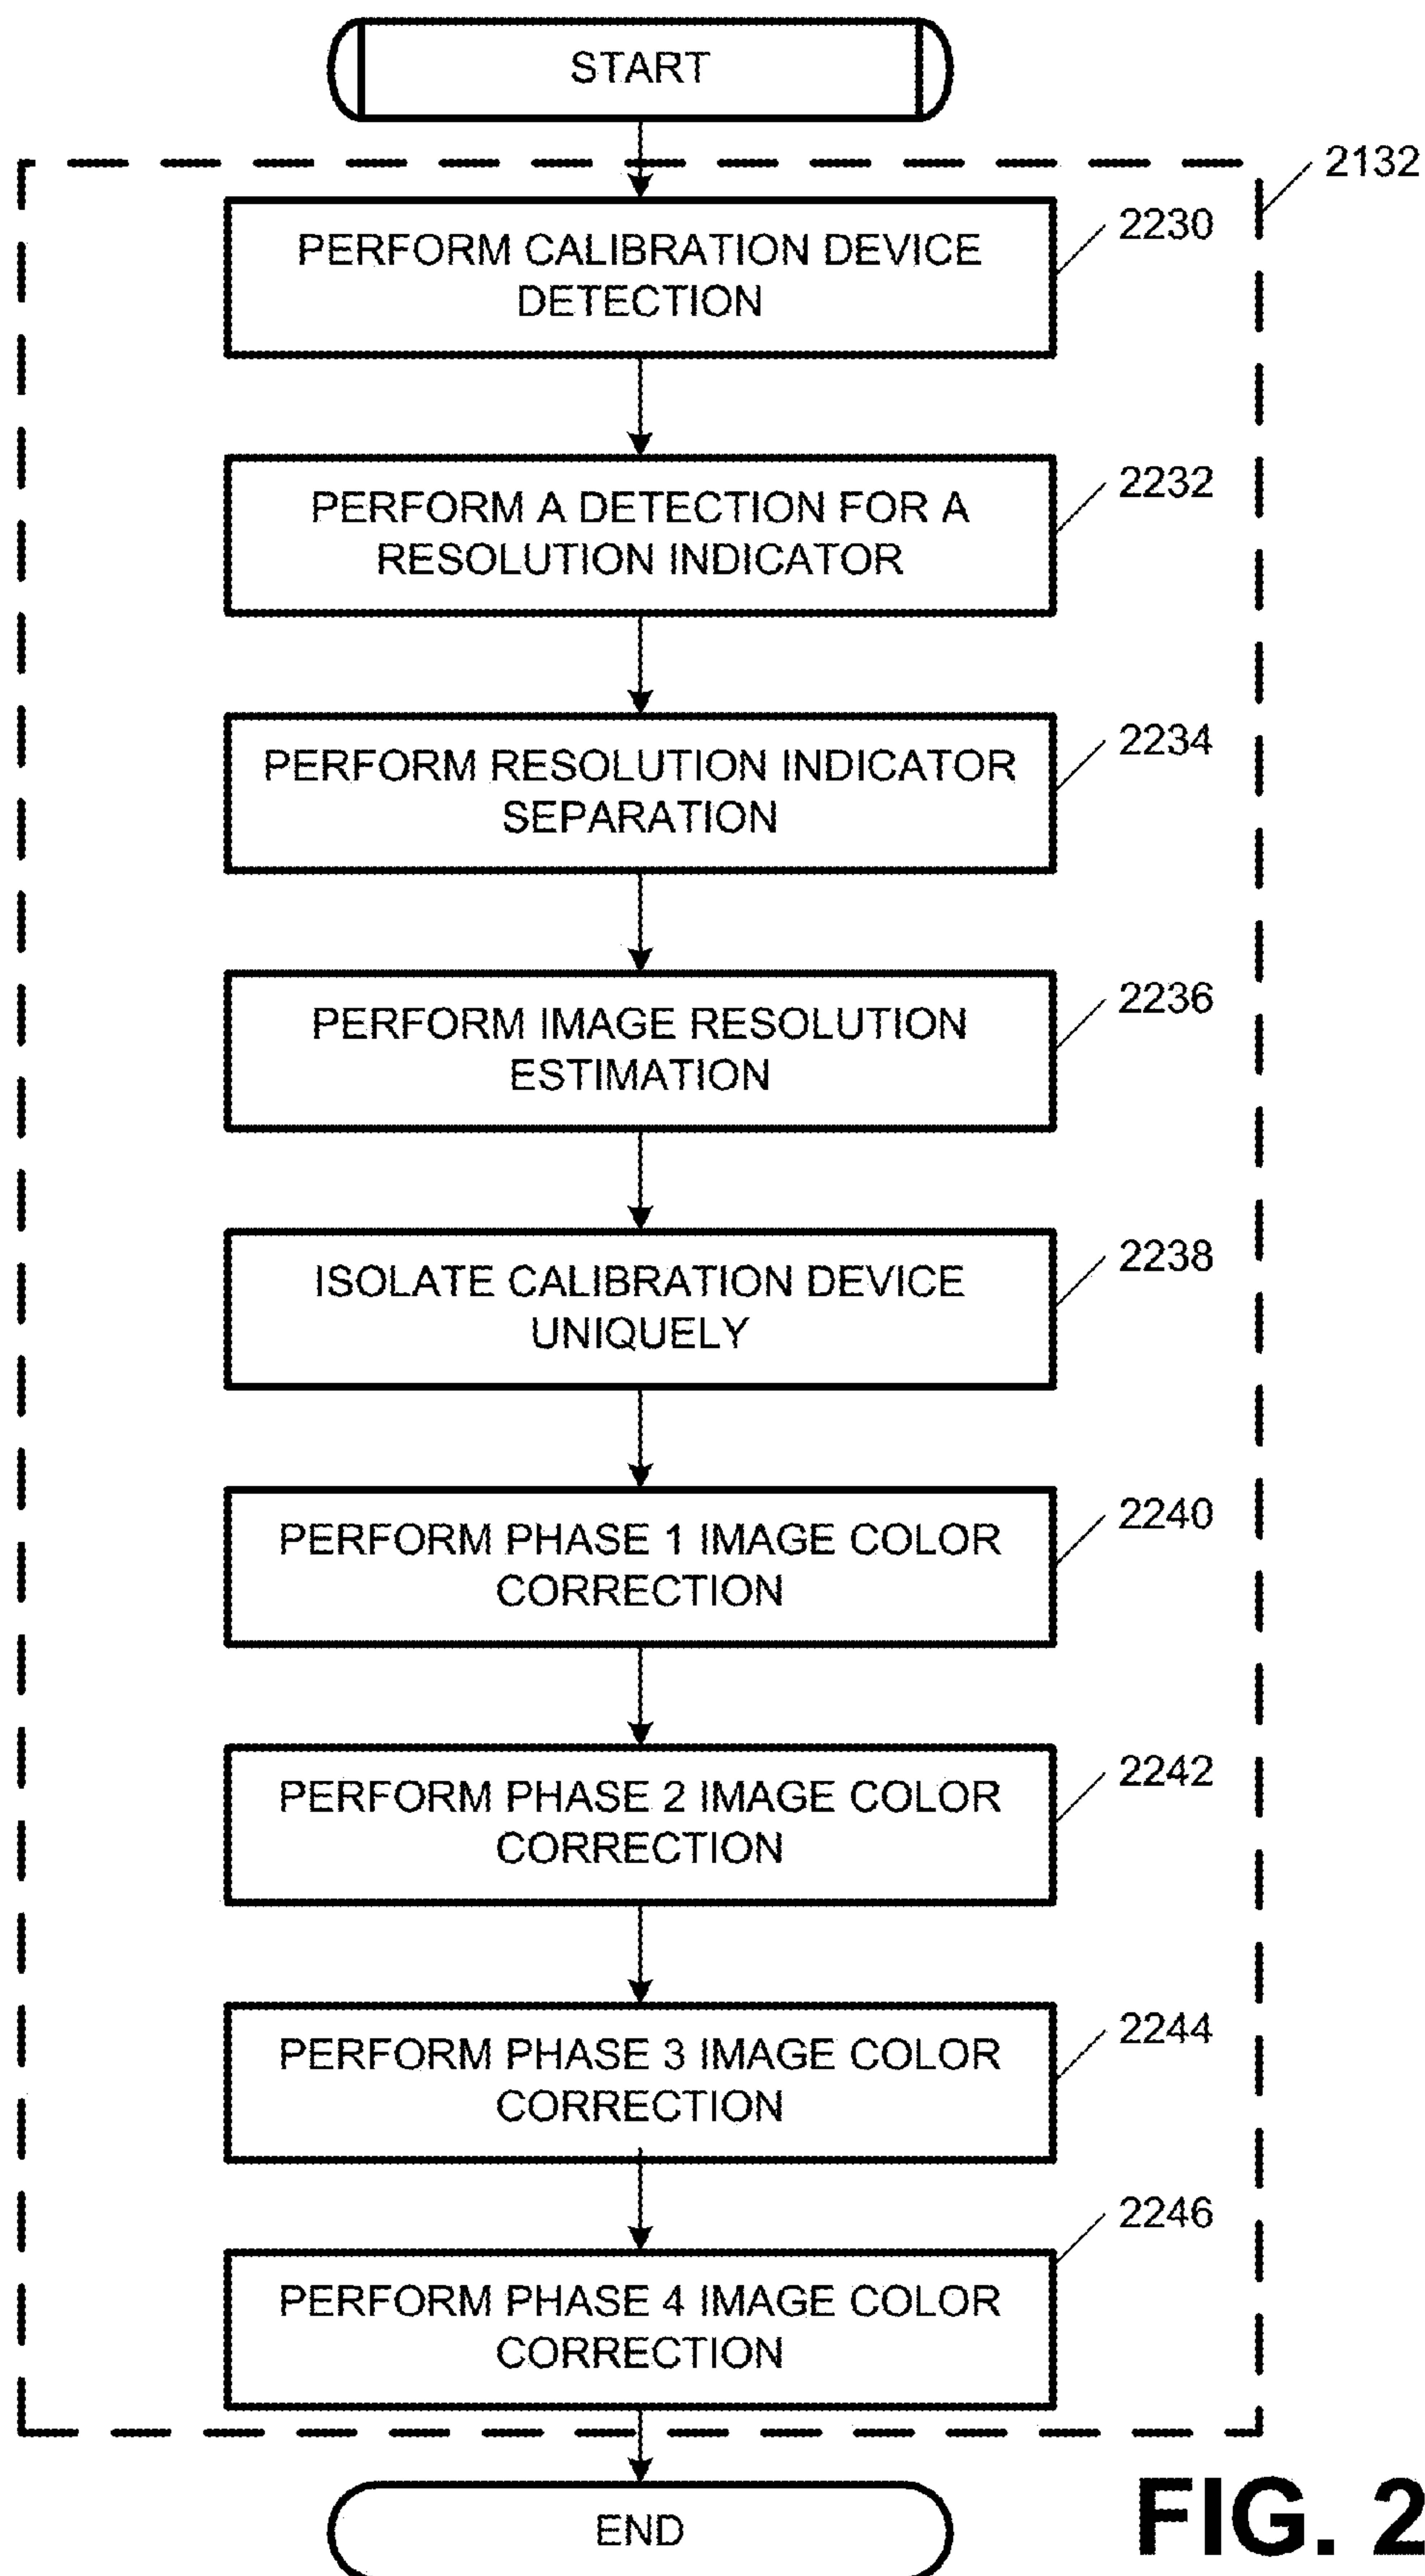 START
2132
PERFORM CALIBRATION DEVICE
DETECTION
2230
PERFORM A DETECTION FOR A
RESOLUTION INDICATOR
2232
PERFORM RESOLUTION INDICATOR
SEPARATION
2234
PERFORM IMAGE RESOLUTION
ESTIMATION
2236
ISOLATE CALIBRATION DEVICE
UNIQUELY
2238
PERFORM PHASE 1 IMAGE COLOR
CORRECTION
2240
PERFORM PHASE 2 IMAGE COLOR
CORRECTION
2242
PERFORM PHASE 3 IMAGE COLOR
CORRECTION
2244
PERFORM PHASE 4 IMAGE COLOR
CORRECTION
2246
END
FIG. 2